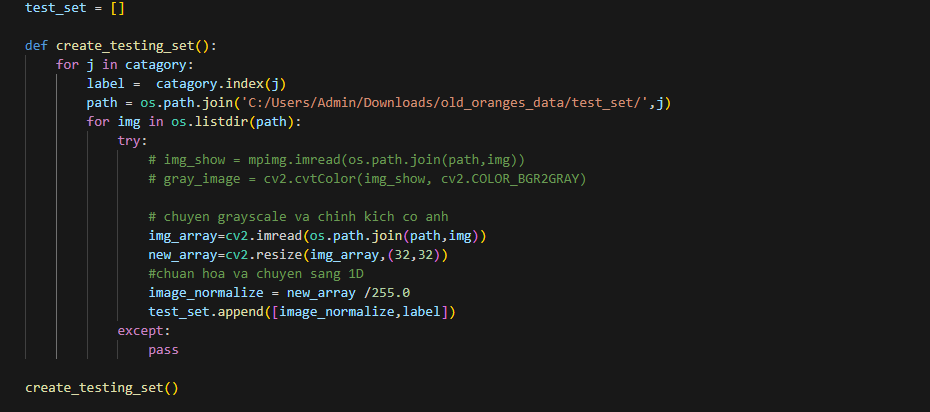 test_set = []
def create_testing_set():
for j in catagory:
label =  catagory.index(j)
path = os.path.join('C:/Users/Admin/Downloads/old_oranges_data/test_set/',j)
for img in os.listdir(path):
try:
# img_show = mpimg.imread(os.path.join(path,img))
# gray_image = cv2.cvtColor(img_show, cv2.COLOR_BGR2GRAY)
# chuyen grayscale va chinh kich co anh
img_array=cv2.imread(os.path.join(path,img))
new_array=cv2.resize(img_array,(32,32))
#chuan hoa va chuyen sang 1D
image_normalize = new_array /255.0
test_set.append([image_normalize,label])
except:
pass
create_testing_set()